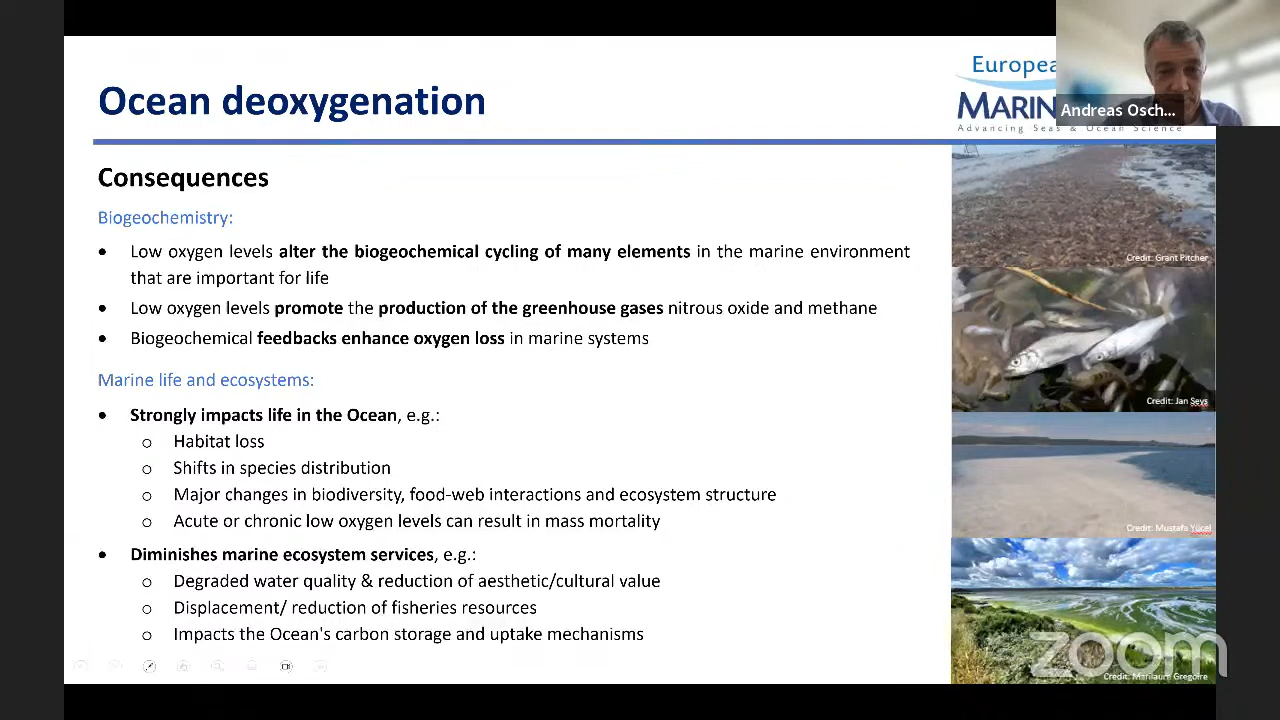 Ocean deoxygenation
Europea
MARIN
Advancing Seas & Ocean Science
Andreas Osch...
Consequences
Biogeochemistry:
• Low oxygen levels alter the biogeochemical cycling of many elements in the marine environment
that are important for life
• Low oxygen levels promote the production of the greenhouse gases nitrous oxide and methane
• Biogeochemical feedbacks enhance oxygen loss in marine systems
Marine life and ecosystems:
• Strongly impacts life in the Ocean, e.g.:
o Habitat loss
o Shifts in species distribution
o Major changes in biodiversity, food-web interactions and ecosystem structure
o Acute or chronic low oxygen levels can result in mass mortality
• Diminishes marine ecosystem services, e.g.:
o Degraded water quality & reduction of aesthetic/cultural value
o Displacement/ reduction of fisheries resources
o Impacts the Ocean's carbon storage and uptake mechanisms
Credit: Grant Pitcher
Credit: Jan Seys
Credit: Mustafa Yücel
zoom
Credit: Marilaure Grégoire